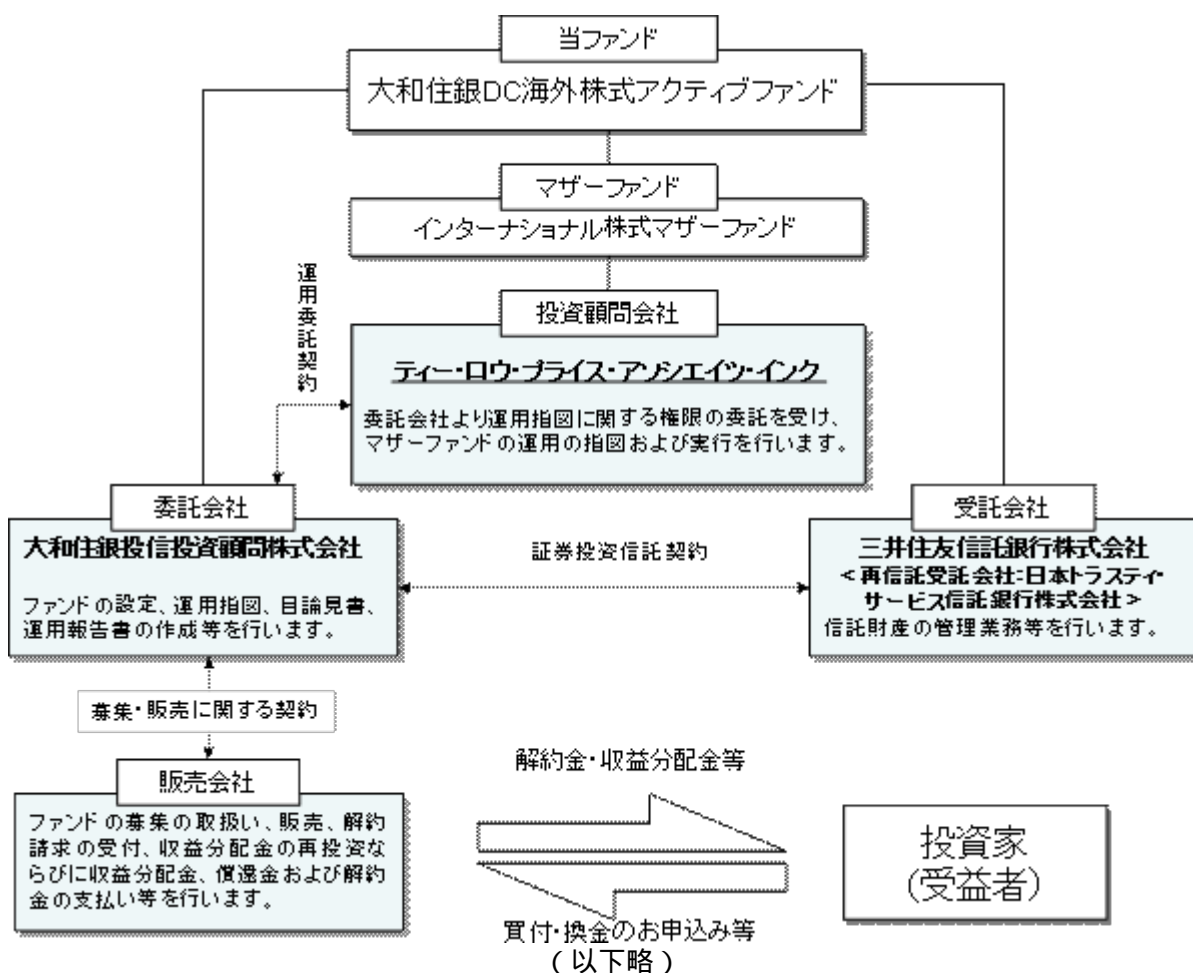 当ファンド
大和住銀DC海外株式アクティブファンド
マザーファンド
インターナショナル株式マザーファンド
運用委託契約
投資顧問会社
ティー・ロウ・プライス・アソシエイツ・インク
委託会社より運用指図に関する権限の委託を受け、
マザーファンドの運用の指図および実行を行います。
委託会社
大和住銀投信投資顧問株式会社
ファンドの設定、運用指図、目論見書、
運用報告書の作成等を行います。
証券投資信託契約
受託会社
三井住友信託銀行株式会社
<再信託受託会社:日本トラスティ・
サービス信託銀行株式会社>
信託財産の管理業務等を行います。
募集・販売に関する契約
販売会社
ファンドの募集の取扱い、販売、解約
請求の受付、収益分配金の再投資な
らびに収益分配金、償還金および解約
金の支払い等を行います。
解約金・収益分配金等
買付・換金のお申込み等
投資家
(受益者)
(以下略)